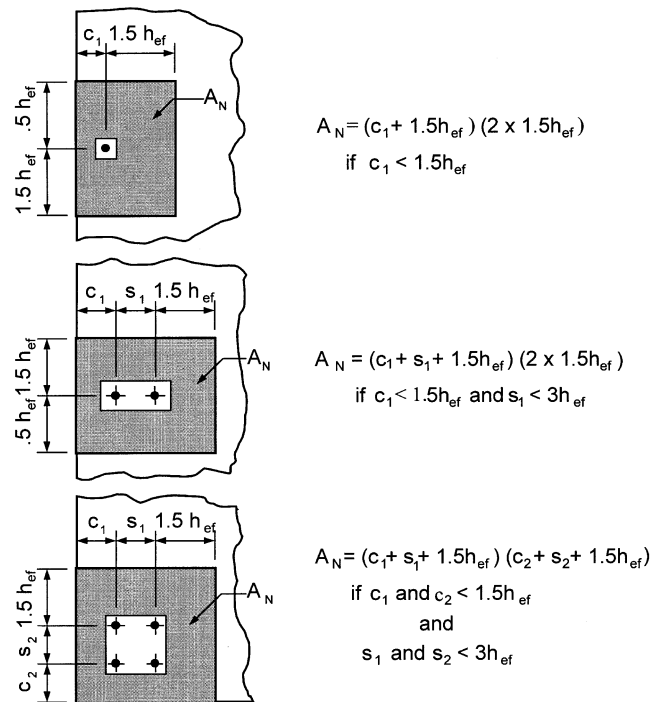 c₁ 1.5 hef
.5 hef
1.5 hef
AN
AN = (c₁+ 1.5hef) (2 x 1.5hef)
if c₁ < 1.5hef
c₁ s₁ 1.5 hef
1.5 hef
.5 hef
AN
AN = (c₁ + s₁ + 1.5hef) (2 x 1.5hef)
if c₁ < 1.5hef and s₁ < 3hef
c₁ s₁ 1.5 hef
1.5 hef
s₂
c₂
AN
AN = (c₁+ s₁+ 1.5hef) (c₂+ s₂+ 1.5hef)
if c₁ and c₂ < 1.5hef
and
s₁ and s₂ < 3hef